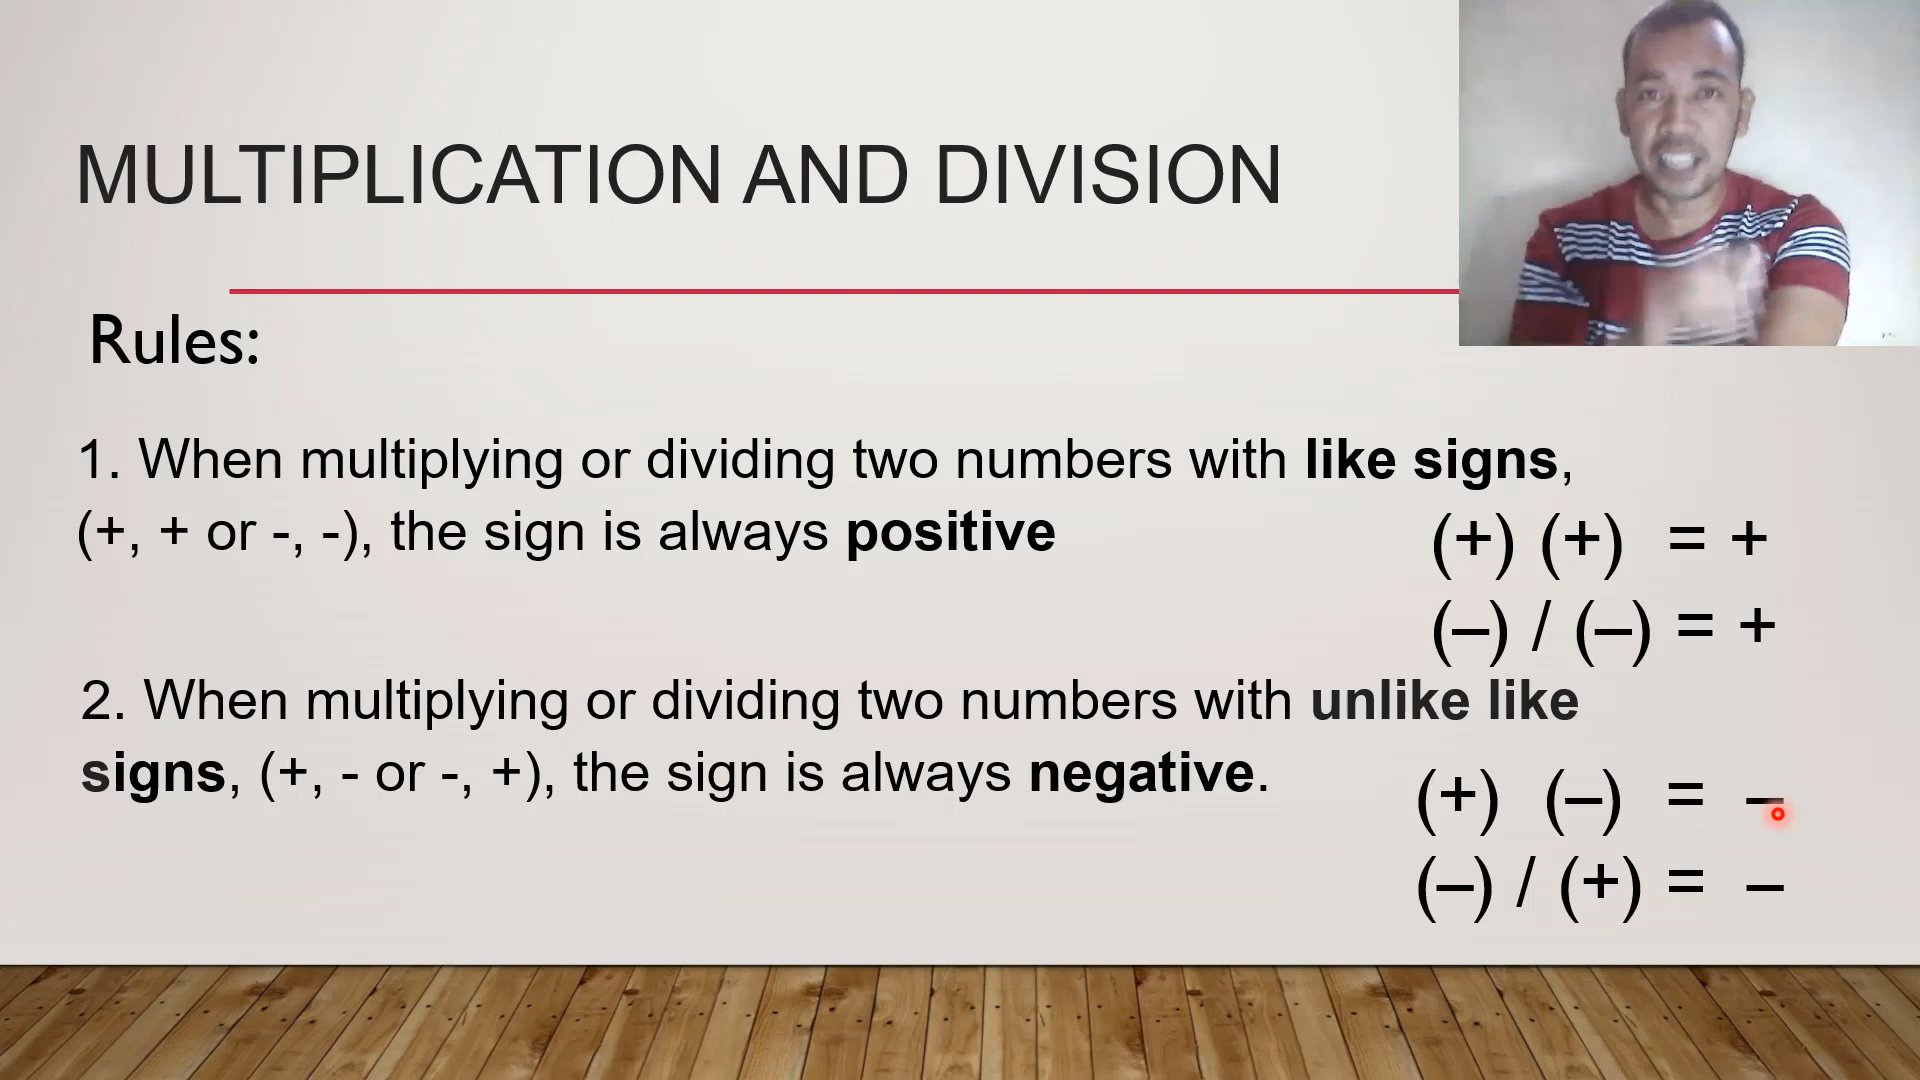 MULTIPLICATION AND DIVISION
Rules:
1. When multiplying or dividing two numbers with like signs,
(+, + or -, -), the sign is always positive
(+) (+) = +
(–) / (–) = +
2. When multiplying or dividing two numbers with unlike like
signs, (+, - or -, +), the sign is always negative.
(+) (–) = –
(–) / (+) = –